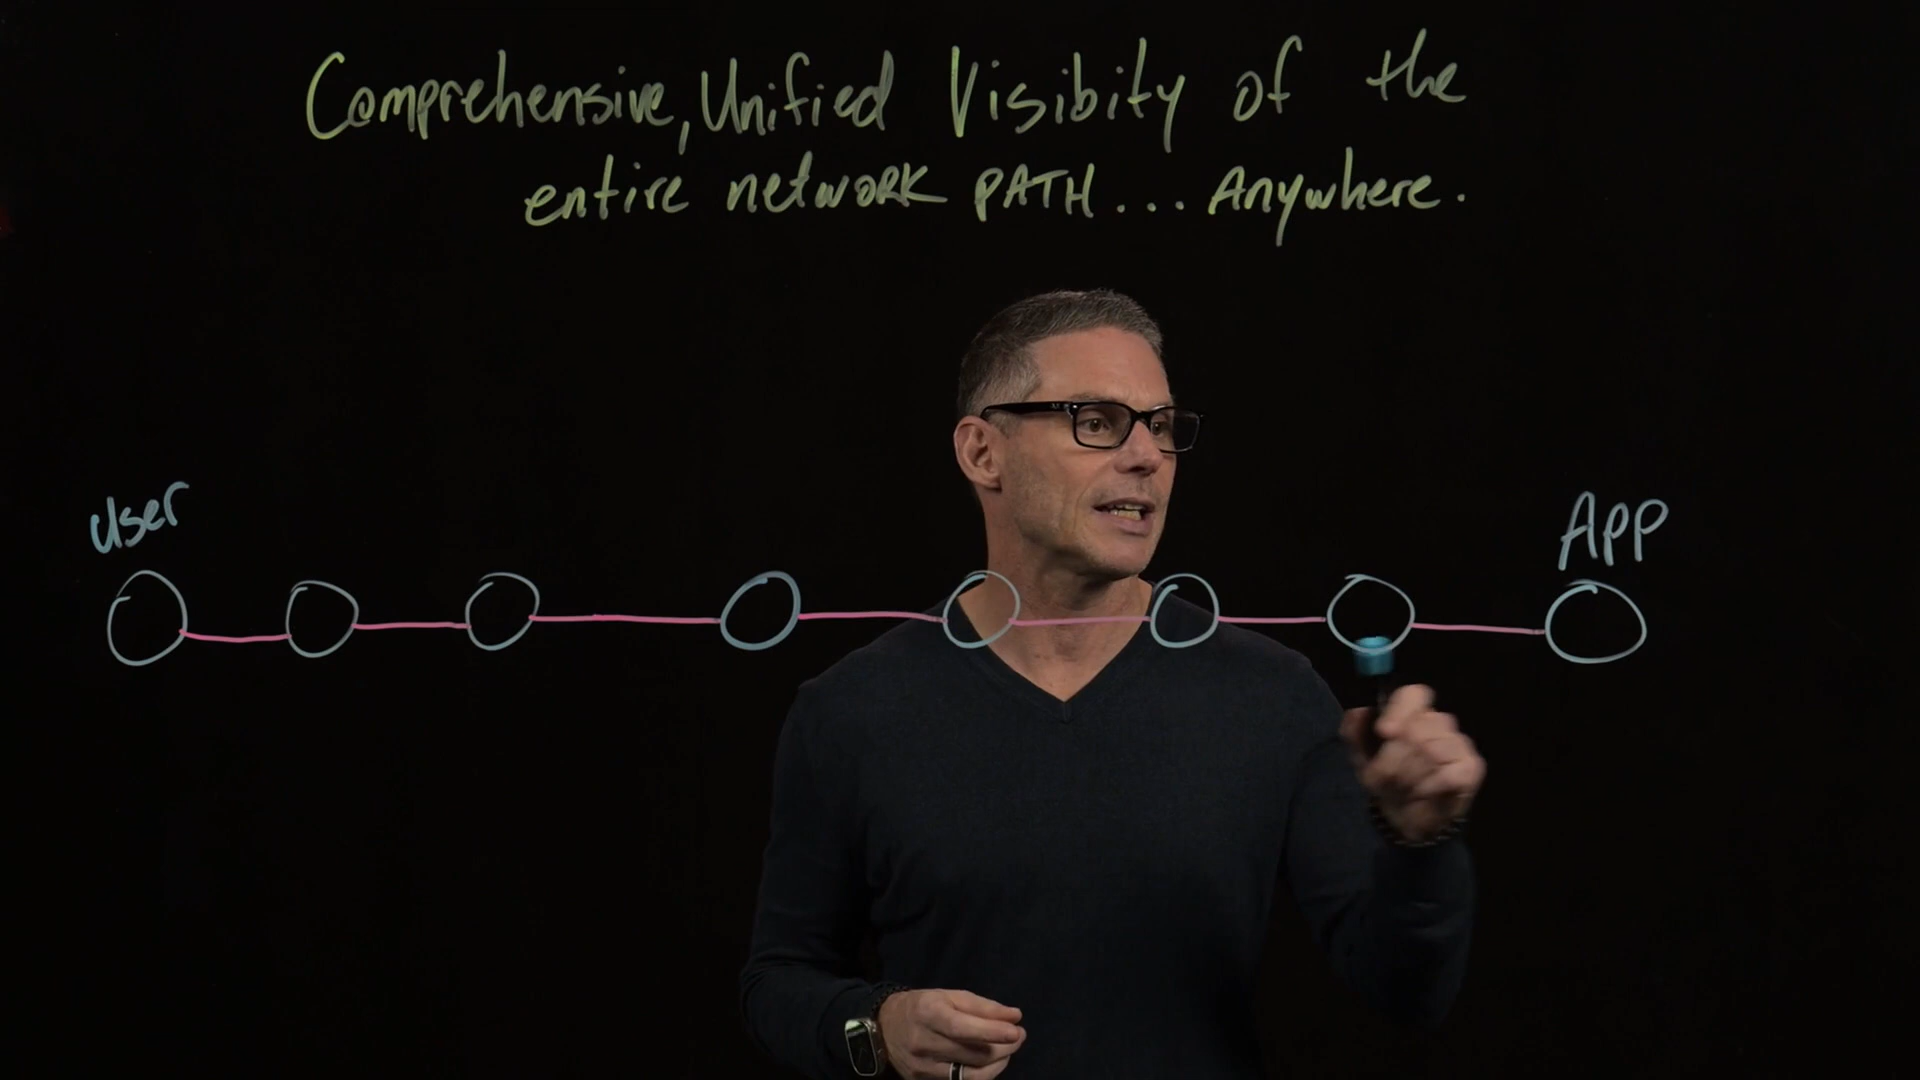 Comprehensive, Unified Visibity of the
entire network PATH... Anywhere.
User
App